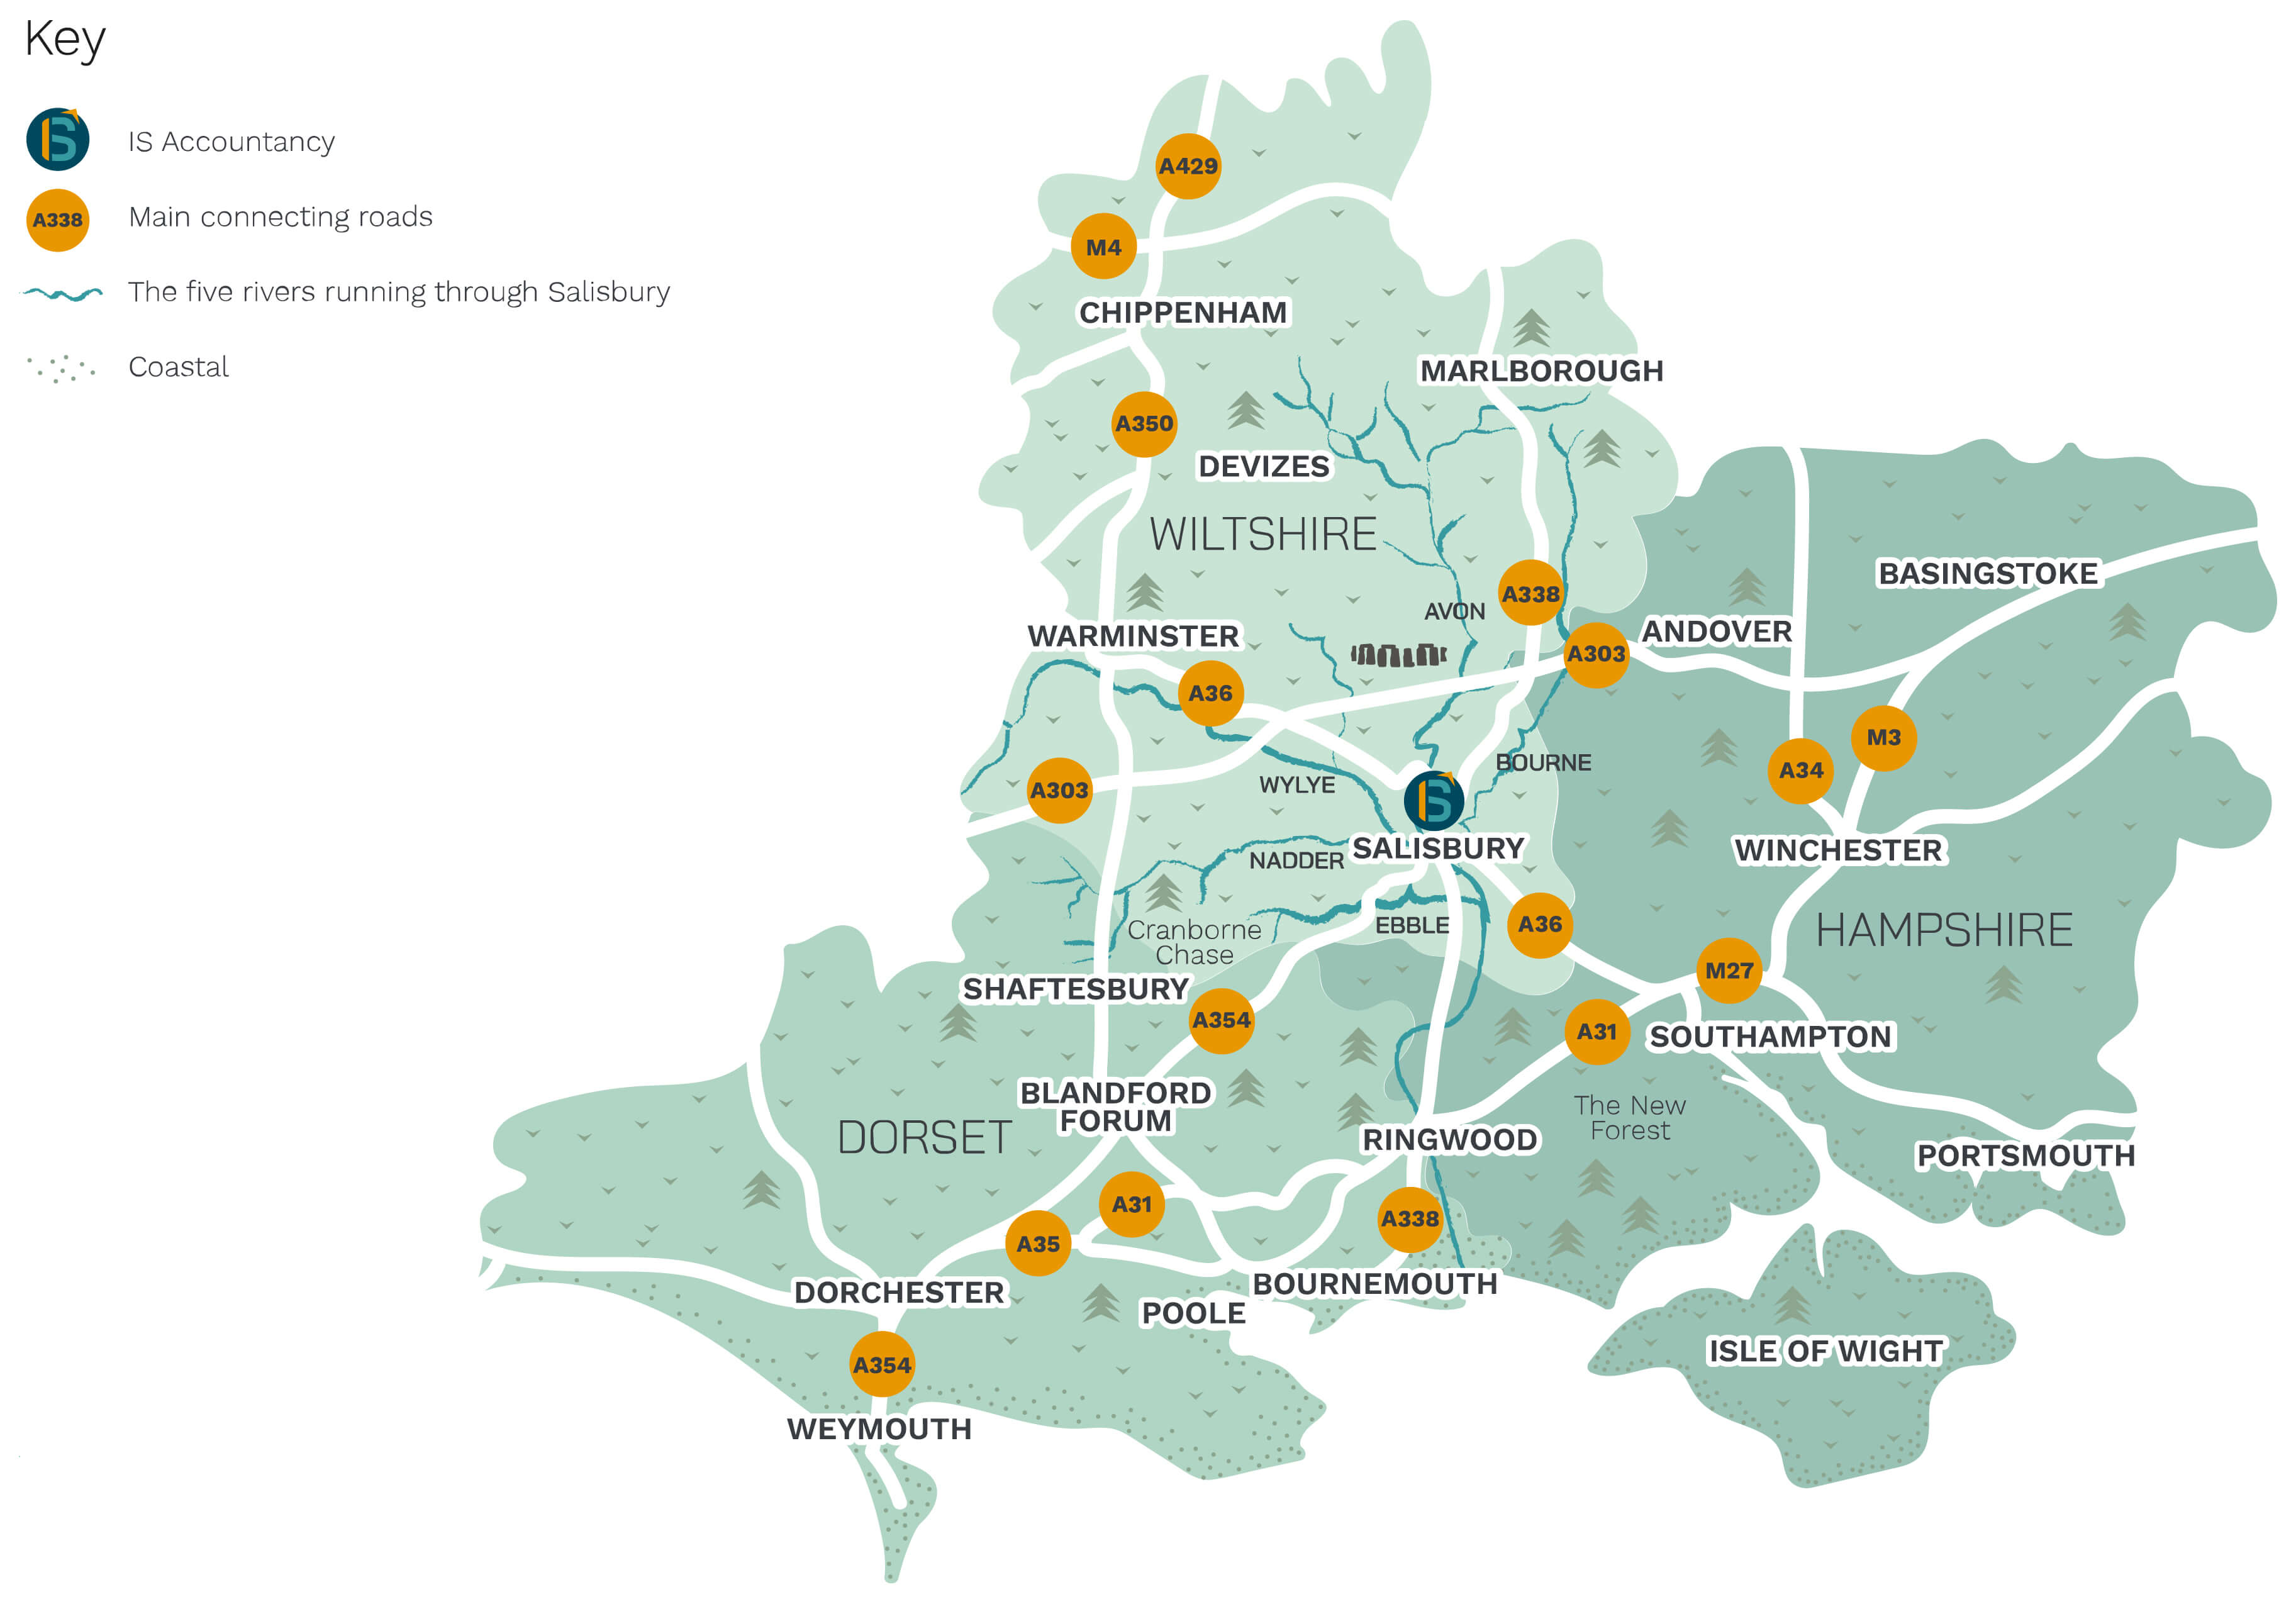 Key
IS
IS Accountancy
A338
Main connecting roads
The five rivers running through Salisbury
Coastal
A429
M4
CHIPPENHAM
MARLBOROUGH
A350
DEVIZES
WILTSHIRE
BASINGSTOKE
A338
AVON
ANDOVER
WARMINSTER
A303
A36
M3
BOURNE
A34
WYLYE
A303
IS
SALISBURY
WINCHESTER
NADDER
Cranborne
Chase
EBBLE
A36
HAMPSHIRE
M27
SHAFTESBURY
A354
A31
SOUTHAMPTON
BLANDFORD
FORUM
The New
Forest
DORSET
RINGWOOD
PORTSMOUTH
A31
A338
A35
BOURNEMOUTH
DORCHESTER
POOLE
ISLE OF WIGHT
A354
WEYMOUTH